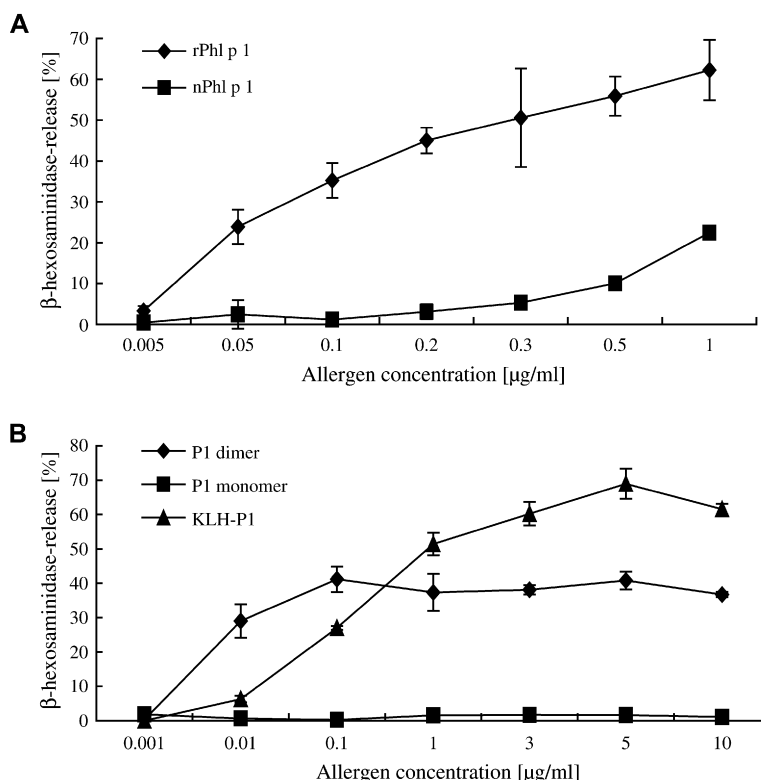 A
β-hexosaminidase-release [%]
70
60
50
40
30
20
10
0
rPhl p 1
nPhl p 1
0.005 0.05 0.1 0.2 0.3 0.5 1
Allergen concentration [µg/ml]
B
β-hexosaminidase-release [%]
80
70
60
50
40
30
20
10
0
P1 dimer
P1 monomer
KLH-P1
0.001 0.01 0.1 1 3 5 10
Allergen concentration [µg/ml]